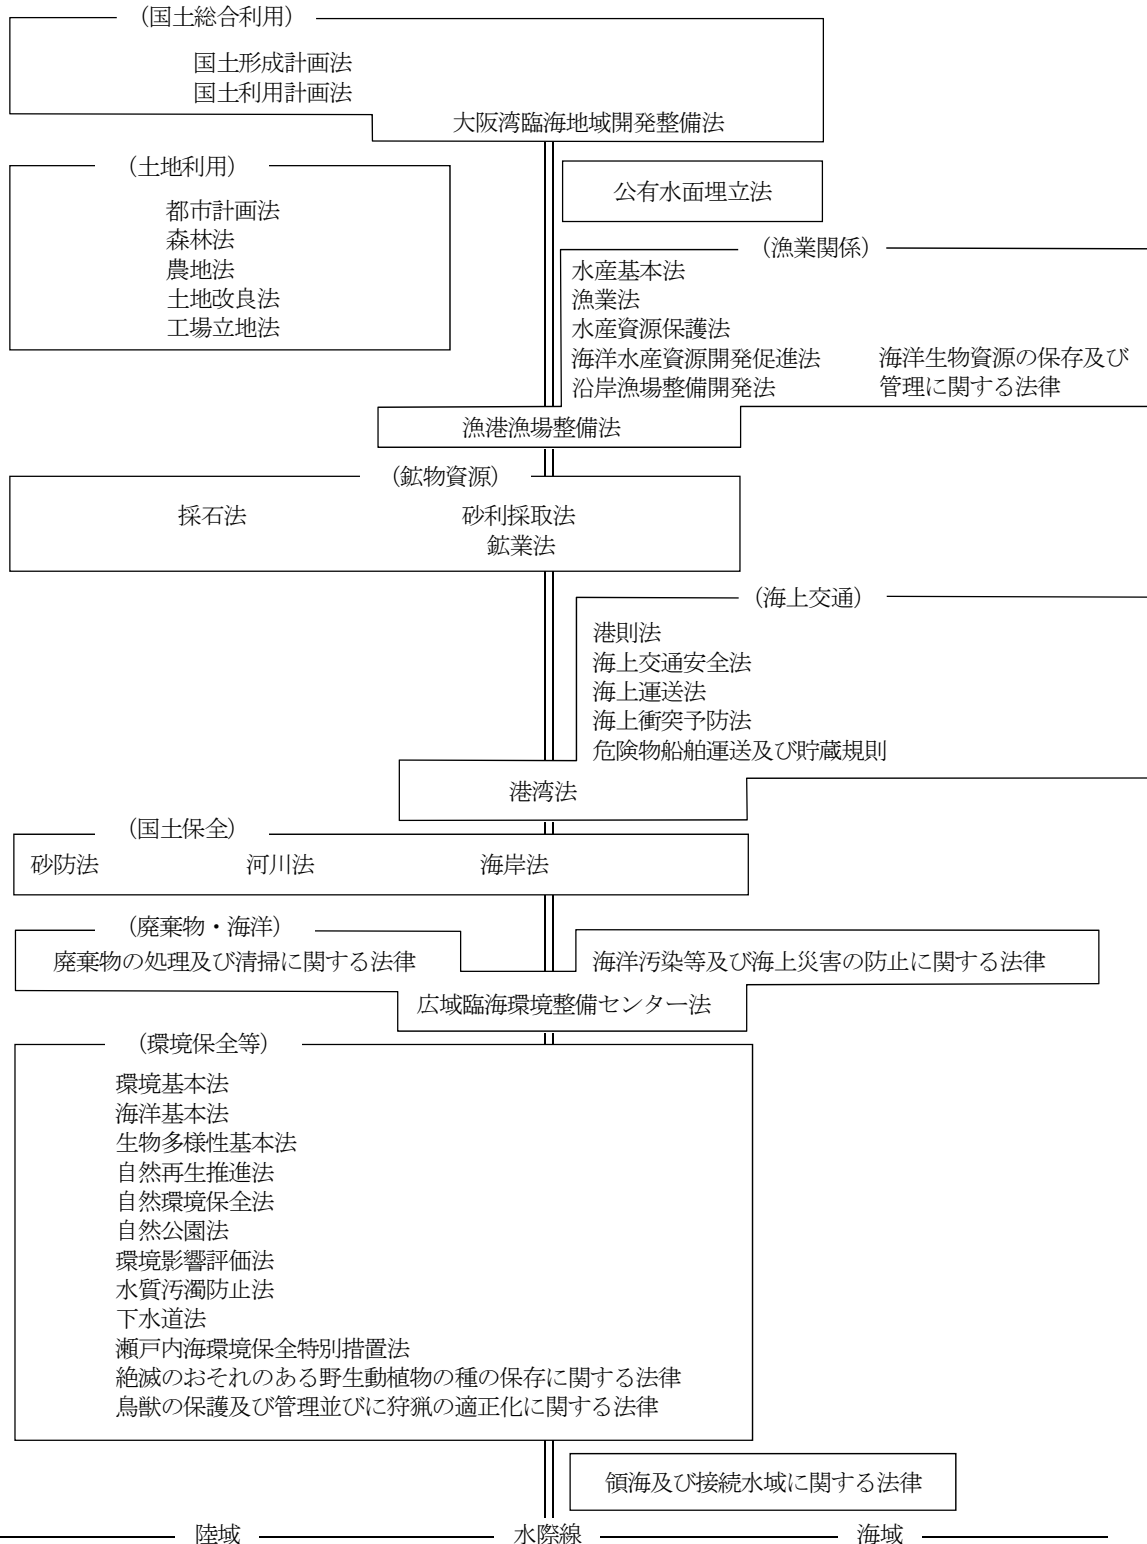 （国土総合利用）
国土形成計画法
国土利用計画法
大阪湾臨海地域開発整備法
（土地利用）
都市計画法
森林法
農地法
土地改良法
工場立地法
公有水面埋立法
（漁業関係）
水産基本法
漁業法
水産資源保護法
海洋水産資源開発促進法
沿岸漁場整備開発法
海洋生物資源の保存及び
管理に関する法律
漁港漁場整備法
（鉱物資源）
採石法
砂利採取法
鉱業法
（海上交通）
港則法
海上交通安全法
海上運送法
海上衝突予防法
危険物船舶運送及び貯蔵規則
港湾法
（国土保全）
砂防法
河川法
海岸法
（廃棄物・海洋）
廃棄物の処理及び清掃に関する法律
海洋汚染等及び海上災害の防止に関する法律
広域臨海環境整備センター法
（環境保全等）
環境基本法
海洋基本法
生物多様性基本法
自然再生推進法
自然環境保全法
自然公園法
環境影響評価法
水質汚濁防止法
下水道法
瀬戸内海環境保全特別措置法
絶滅のおそれのある野生動植物の種の保存に関する法律
鳥獣の保護及び管理並びに狩猟の適正化に関する法律
領海及び接続水域に関する法律
陸域
水際線
海域